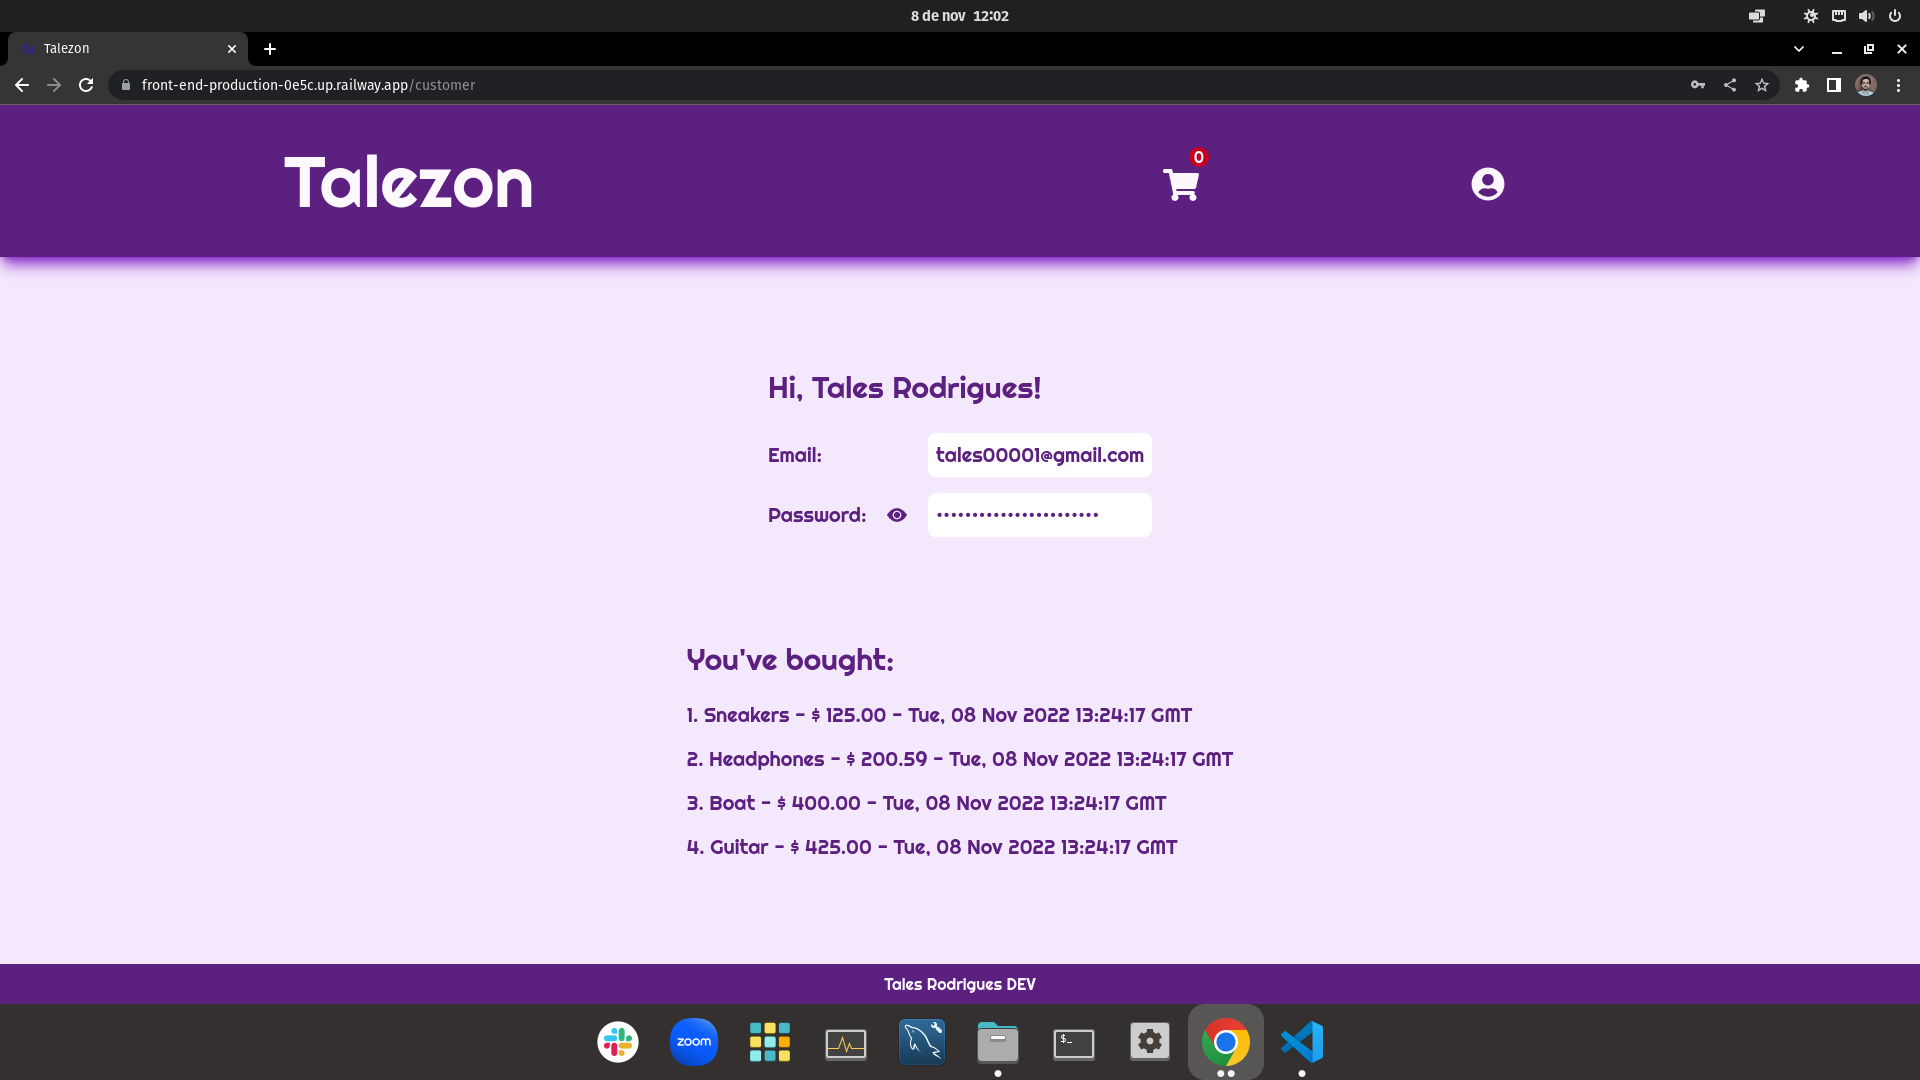 8 de nov 12:02
Talezon
front-end-production-0e5c.up.railway.app/customer
Talezon
0
Hi, Tales Rodrigues!
Email: tales00001@gmail.com
Password: •••••••••••••••••••••••
You've bought:
1. Sneakers - $ 125.00 - Tue, 08 Nov 2022 13:24:17 GMT
2. Headphones - $ 200.59 - Tue, 08 Nov 2022 13:24:17 GMT
3. Boat - $ 400.00 - Tue, 08 Nov 2022 13:24:17 GMT
4. Guitar - $ 425.00 - Tue, 08 Nov 2022 13:24:17 GMT
Tales Rodrigues DEV
zoom
$_